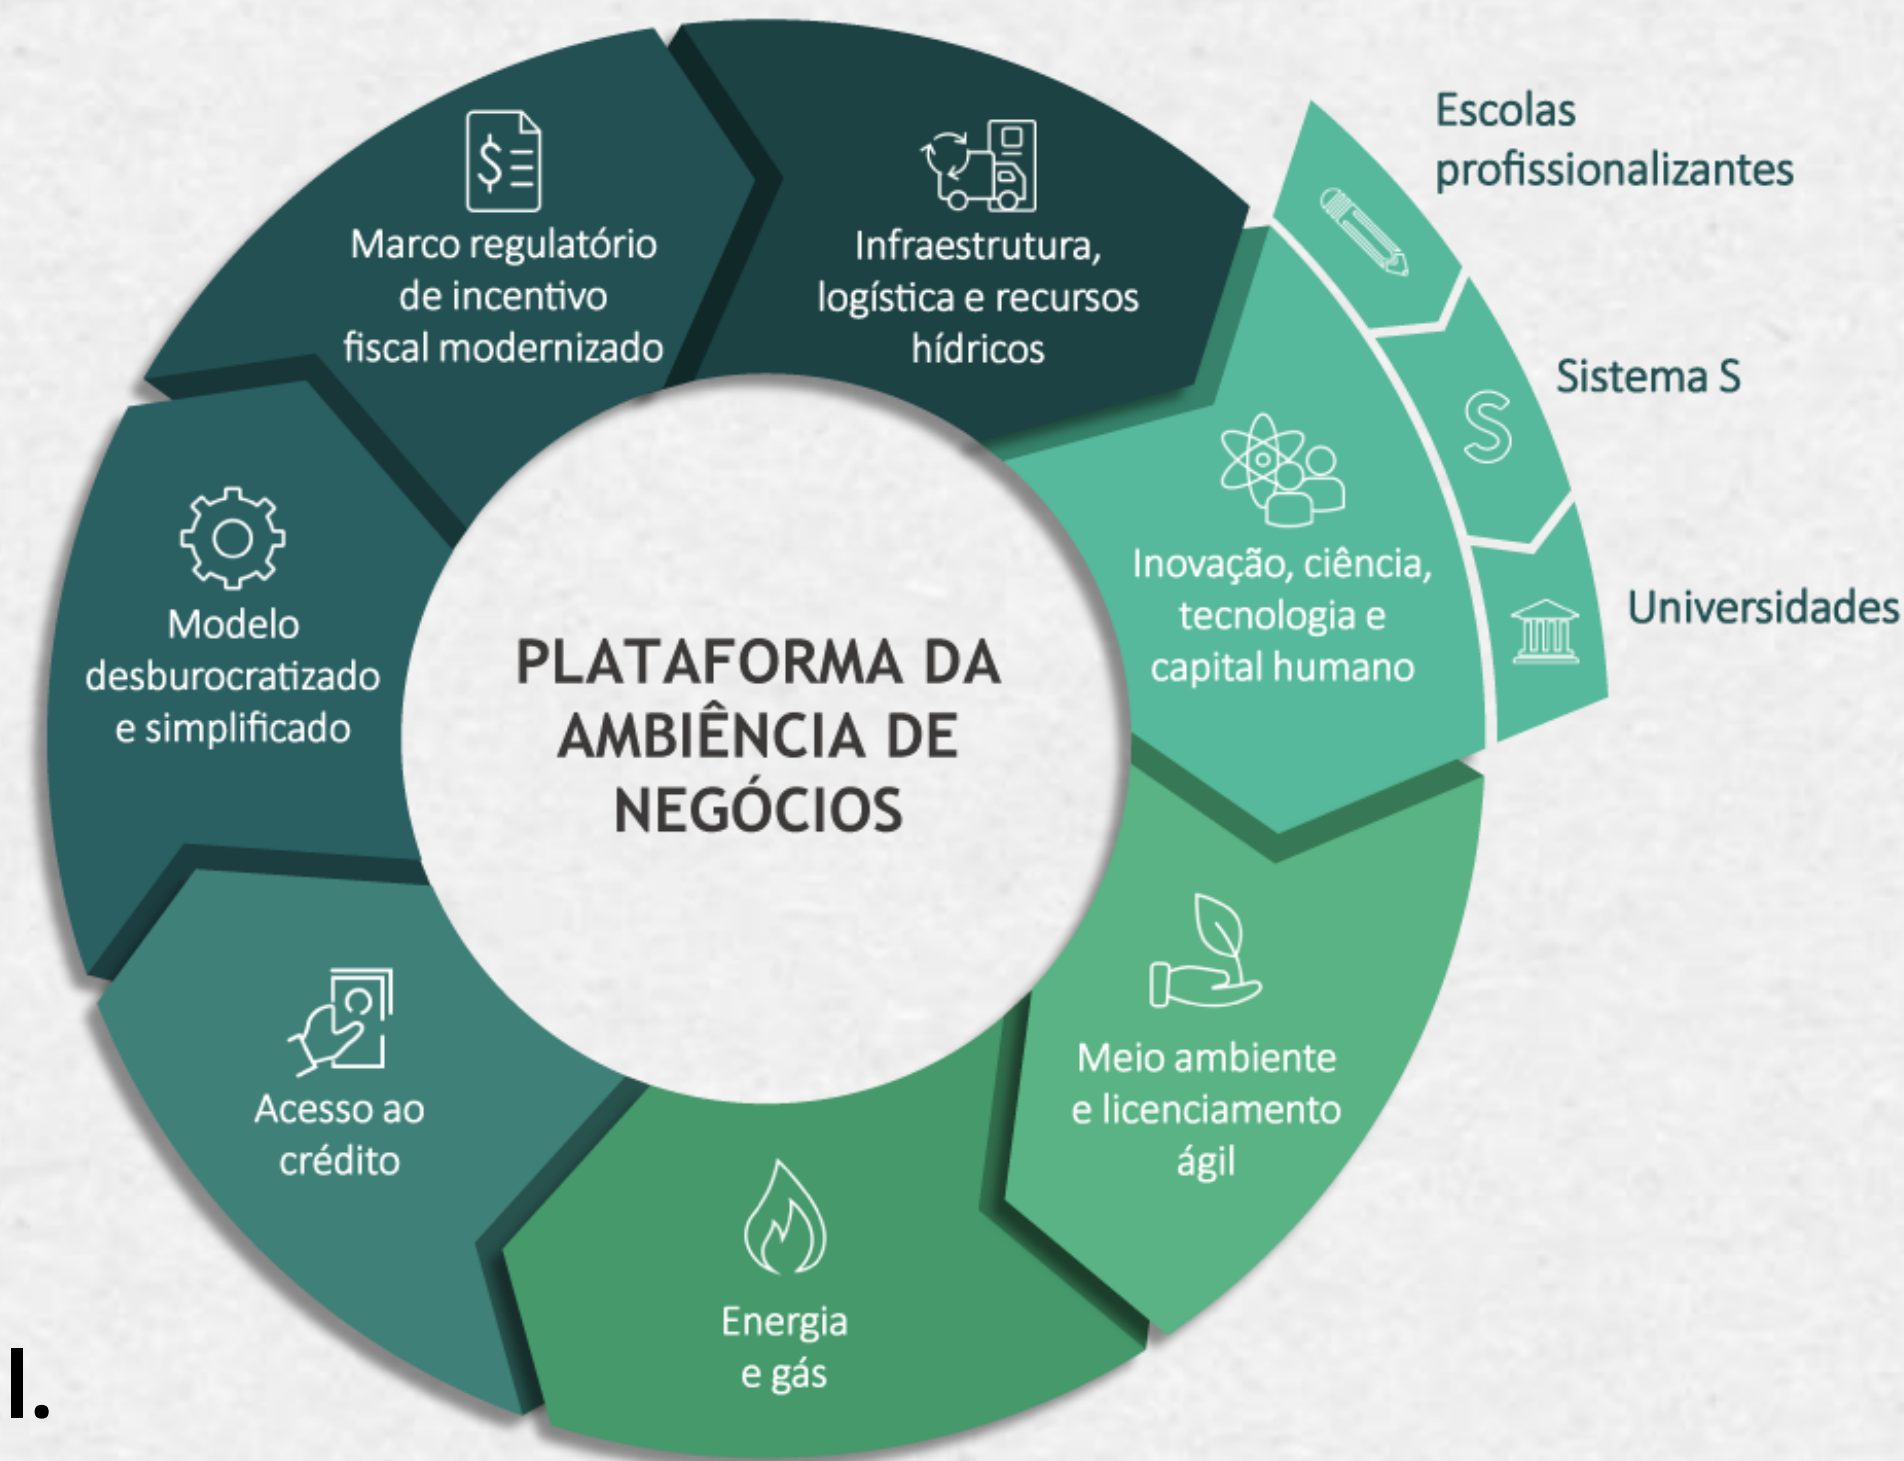 Marco regulatório
de incentivo
fiscal modernizado
Infraestrutura,
logística e recursos
hídricos
Escolas
profissionalizantes
Sistema S
S
Universidades
Inovação, ciência,
tecnologia e
capital humano
Modelo
desburocratizado
e simplificado
PLATAFORMA DA
AMBIÊNCIA DE
NEGÓCIOS
Meio ambiente
e licenciamento
ágil
Acesso ao
crédito
Energia
e gás
l.